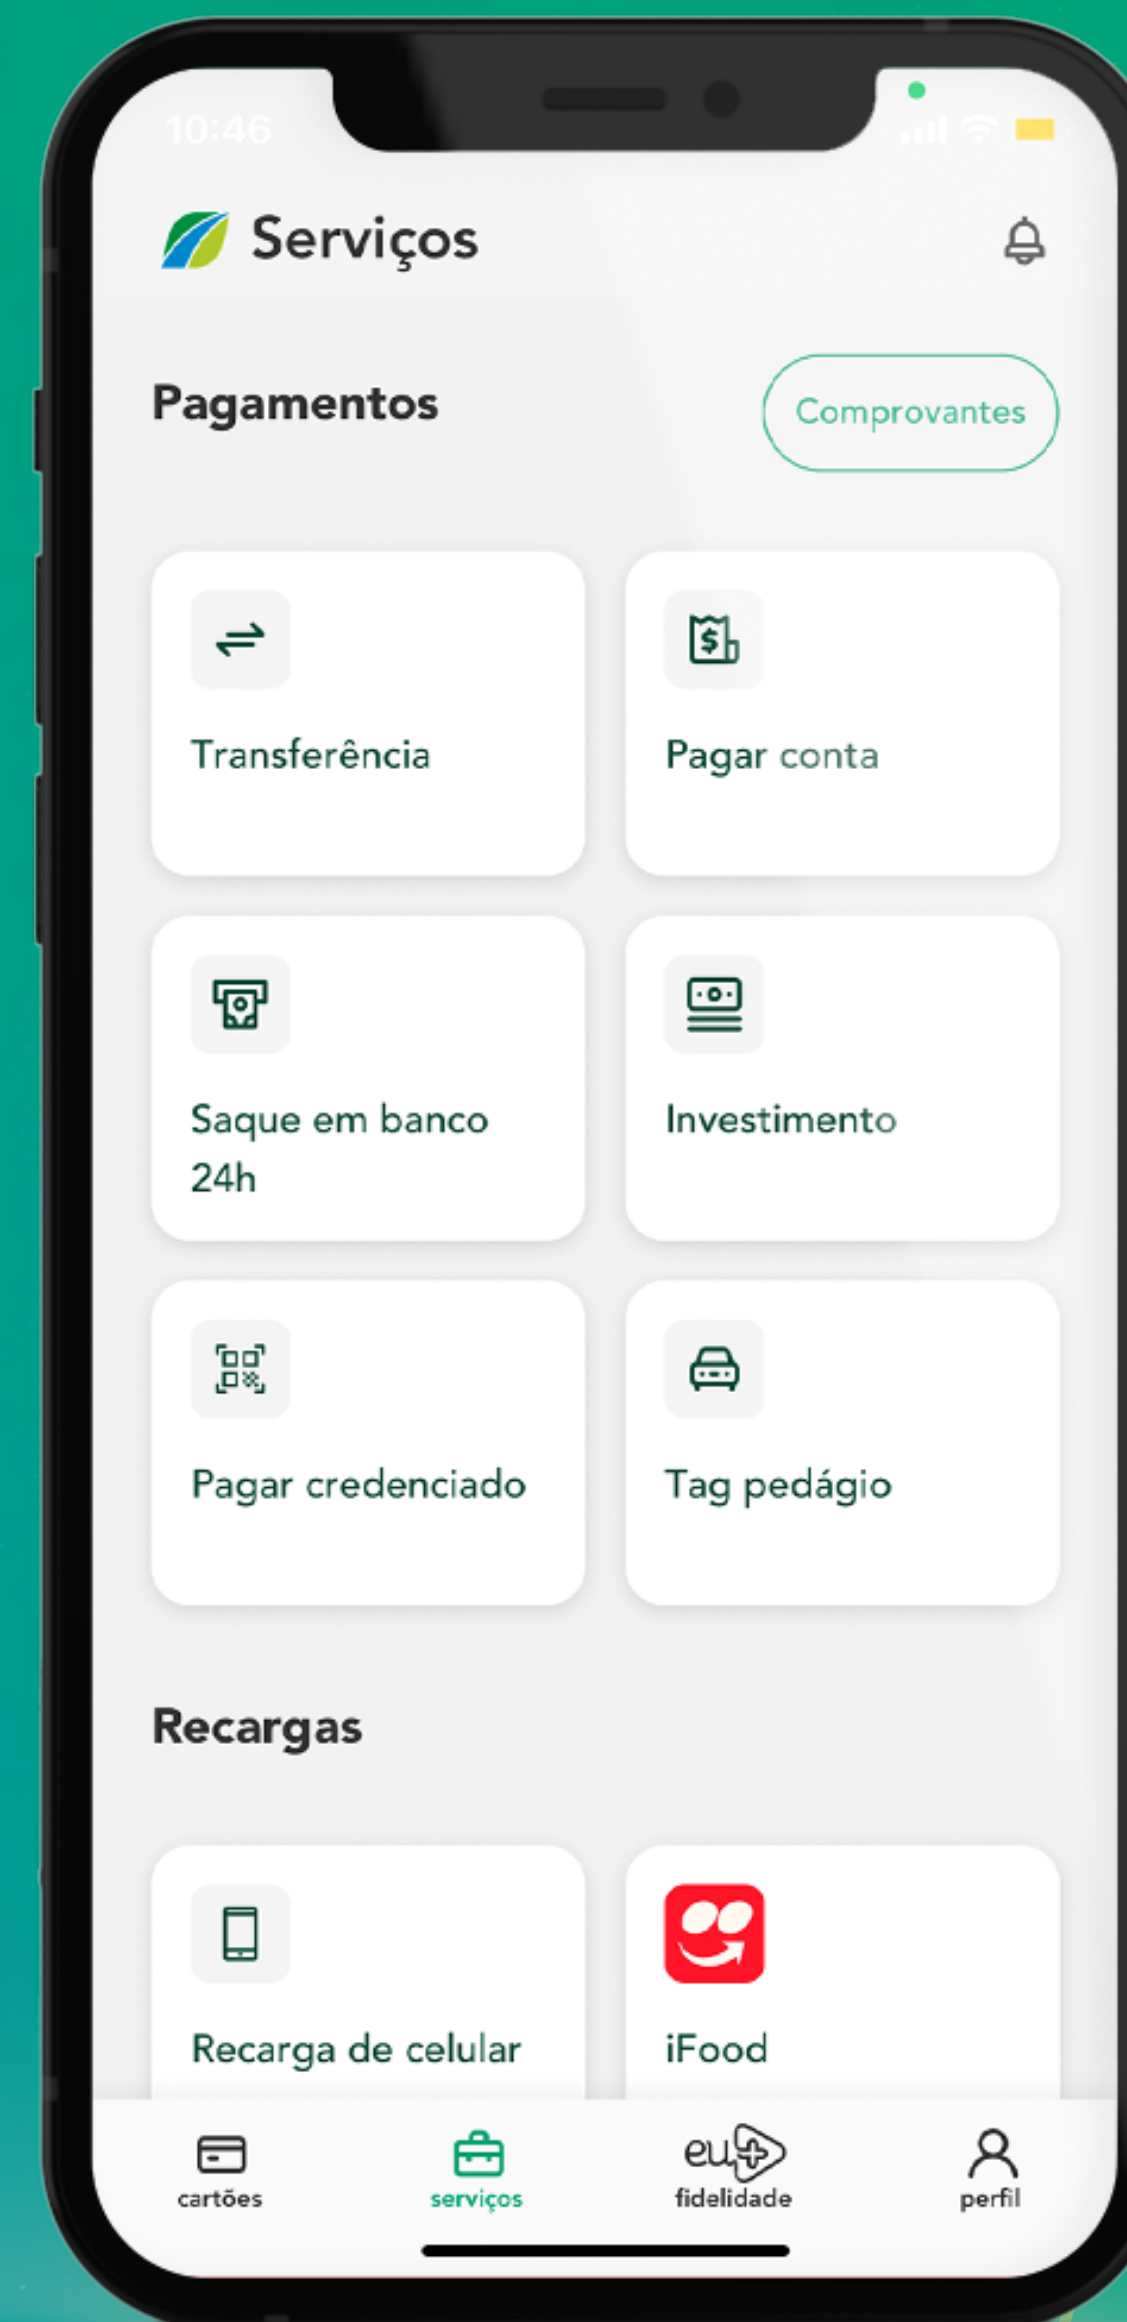 10:46
Serviços
Pagamentos
Comprovantes
Transferência
Pagar conta
Saque em banco
24h
Investimento
Pagar credenciado
Tag pedágio
Recargas
Recarga de celular
iFood
cartões
serviços
eu+
fidelidade
perfil